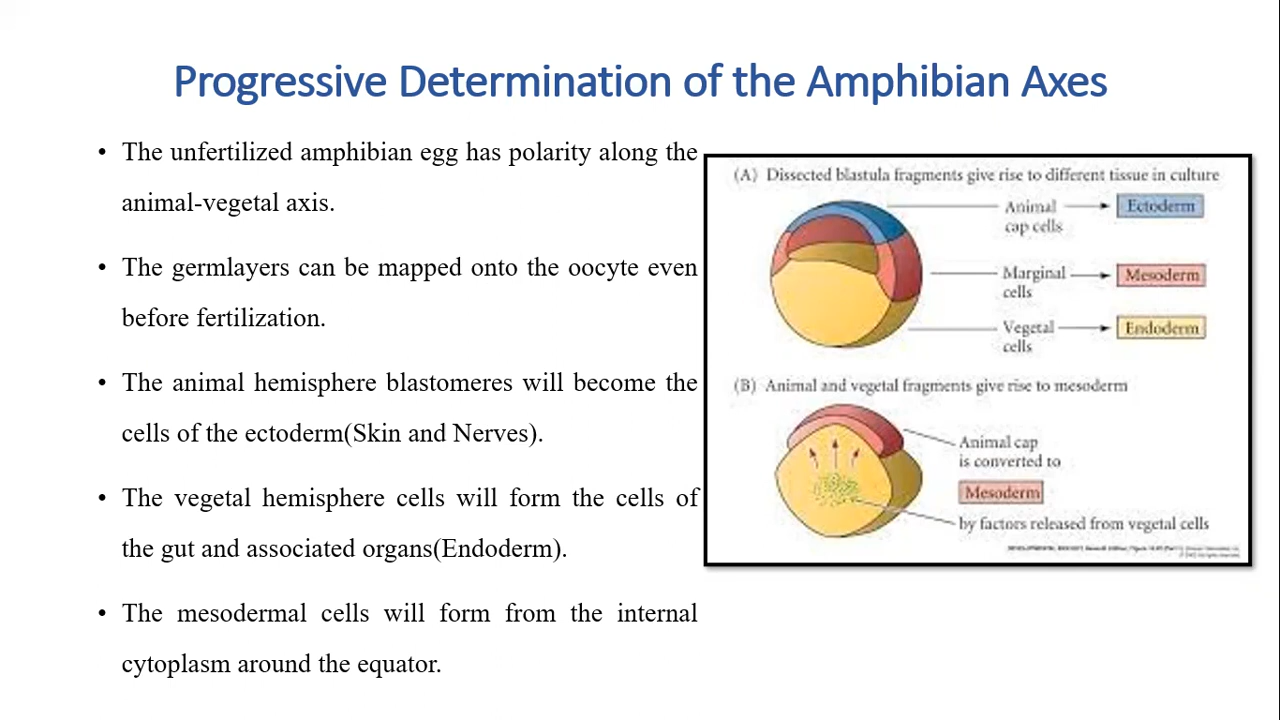 Progressive Determination of the Amphibian Axes
• The unfertilized amphibian egg has polarity along the
animal-vegetal axis.
• The germlayers can be mapped onto the oocyte even
before fertilization.
• The animal hemisphere blastomeres will become the
cells of the ectoderm(Skin and Nerves).
• The vegetal hemisphere cells will form the cells of
the gut and associated organs(Endoderm).
• The mesodermal cells will form from the internal
cytoplasm around the equator.
(A) Dissected blastula fragments give rise to different tissue in culture
Animal
cap cells
Ectoderm
Marginal
cells
Mesoderm
Vegetal
cells
Endoderm
(B) Animal and vegetal fragments give rise to mesoderm
Animal cap
is converted to
Mesoderm
by factors released from vegetal cells